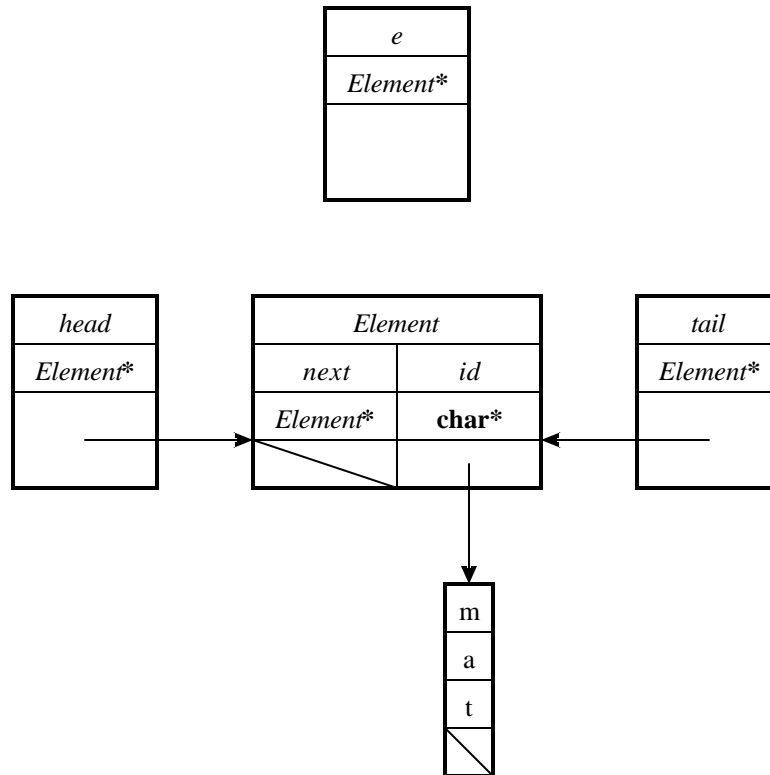 e
Element*
head
Element
tail
Element*
next
id
Element*
Element*
char*
m
a
t